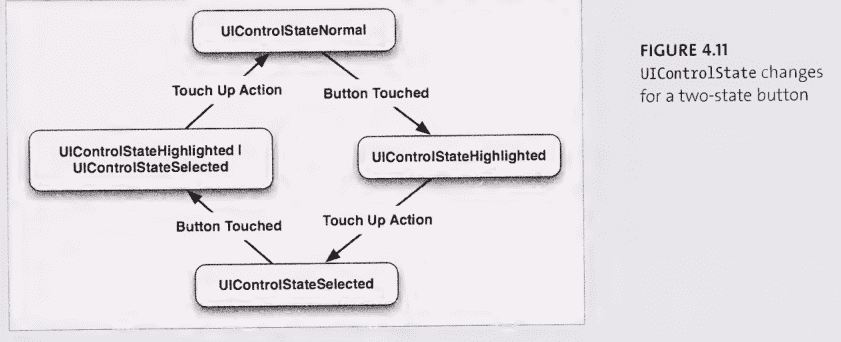 UIControlStateNormal
Touch Up Action
Button Touched
UIControlStateHighlighted |
UIControlStateSelected
UIControlStateHighlighted
Button Touched
Touch Up Action
UIControlStateSelected
FIGURE 4.11
UIControlState changes
for a two-state button